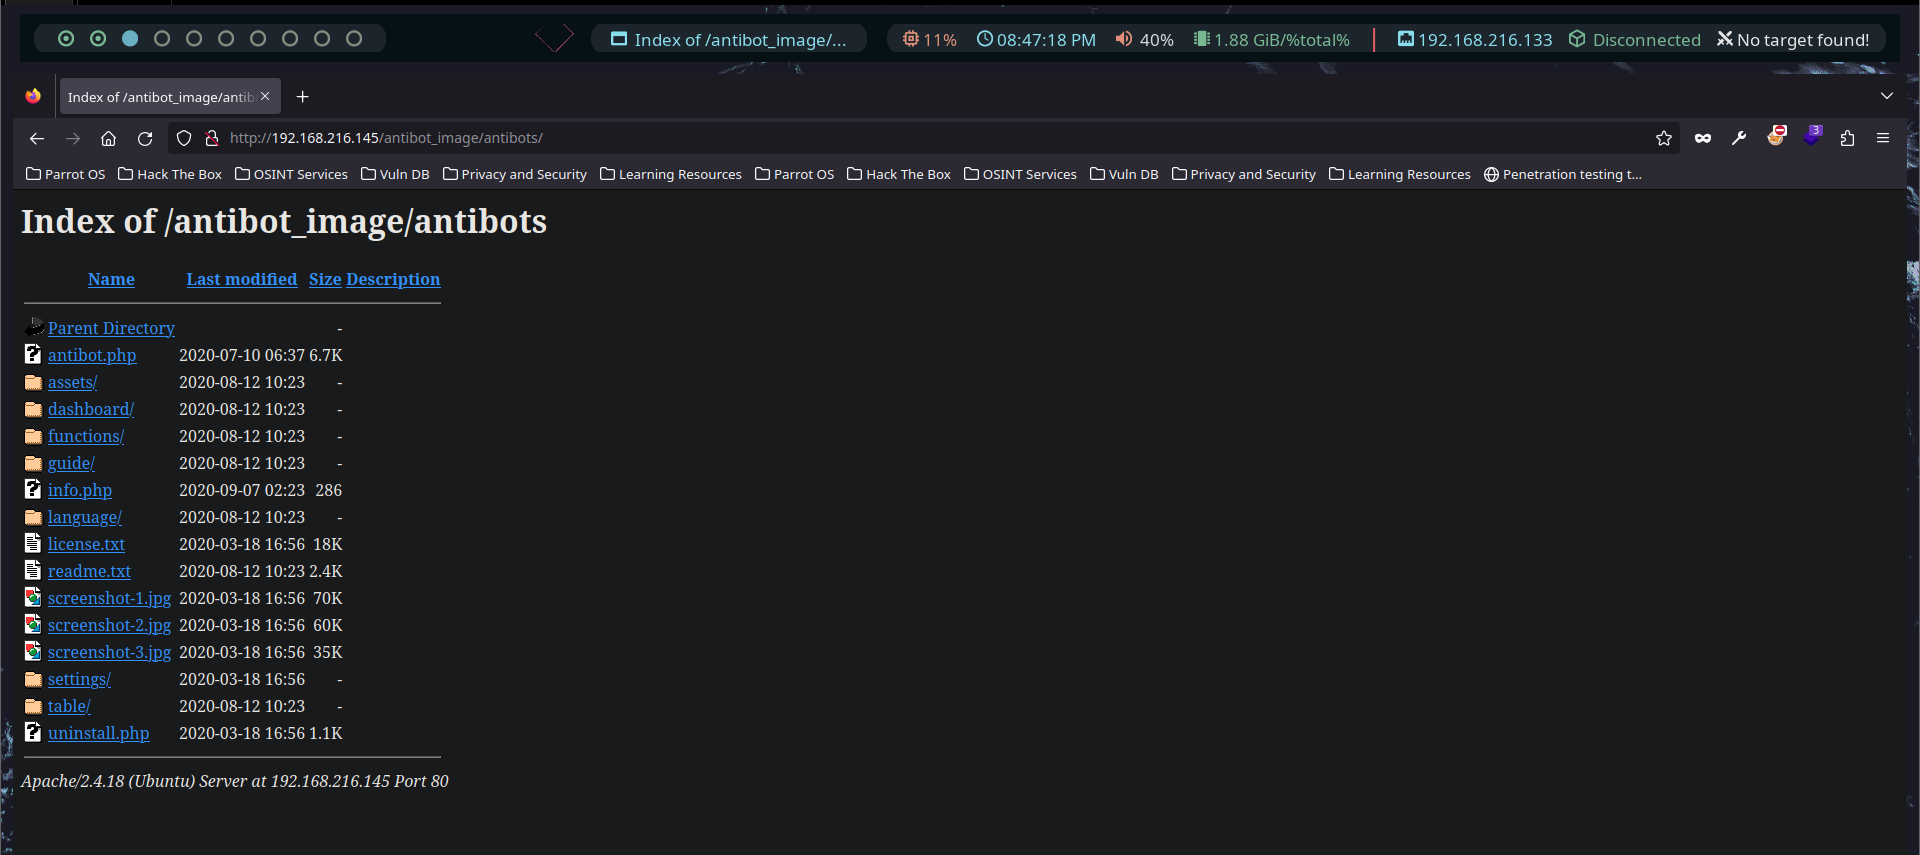 Index of /antibot_image/... 11% 08:47:18 PM 40% 1.88 GiB/%total% 192.168.216.133 Disconnected No target found!
Index of /antibot_image/antib
http://192.168.216.145/antibot_image/antibots/ 3
Parrot OS Hack The Box OSINT Services Vuln DB Privacy and Security Learning Resources Parrot OS Hack The Box OSINT Services Vuln DB Privacy and Security Learning Resources Penetration testing t...
Index of /antibot_image/antibots
Name Last modified Size Description
Parent Directory -
antibot.php 2020-07-10 06:37 6.7K
assets/ 2020-08-12 10:23 -
dashboard/ 2020-08-12 10:23 -
functions/ 2020-08-12 10:23 -
guide/ 2020-08-12 10:23 -
info.php 2020-09-07 02:23 286
language/ 2020-08-12 10:23 -
license.txt 2020-03-18 16:56 18K
readme.txt 2020-08-12 10:23 2.4K
screenshot-1.jpg 2020-03-18 16:56 70K
screenshot-2.jpg 2020-03-18 16:56 60K
screenshot-3.jpg 2020-03-18 16:56 35K
settings/ 2020-03-18 16:56 -
table/ 2020-08-12 10:23 -
uninstall.php 2020-03-18 16:56 1.1K
Apache/2.4.18 (Ubuntu) Server at 192.168.216.145 Port 80